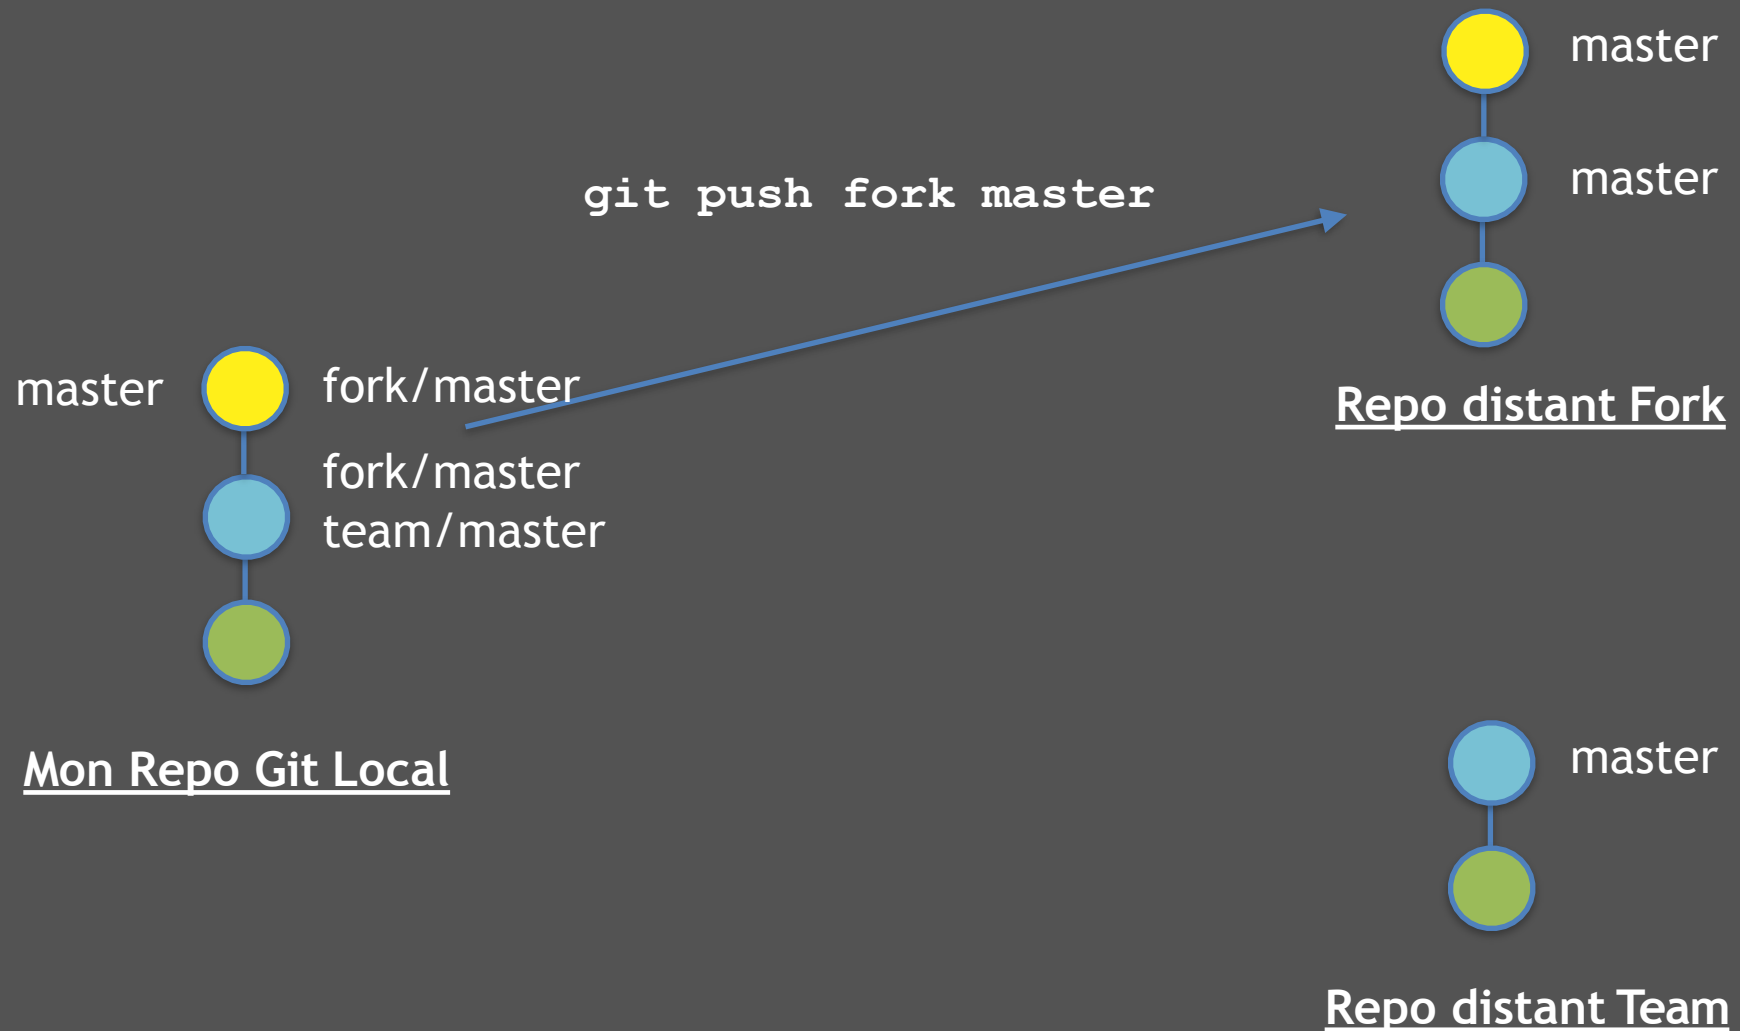 master
master
git push fork master
master
fork/master
Repo distant Fork
fork/master
team/master
Mon Repo Git Local
master
Repo distant Team